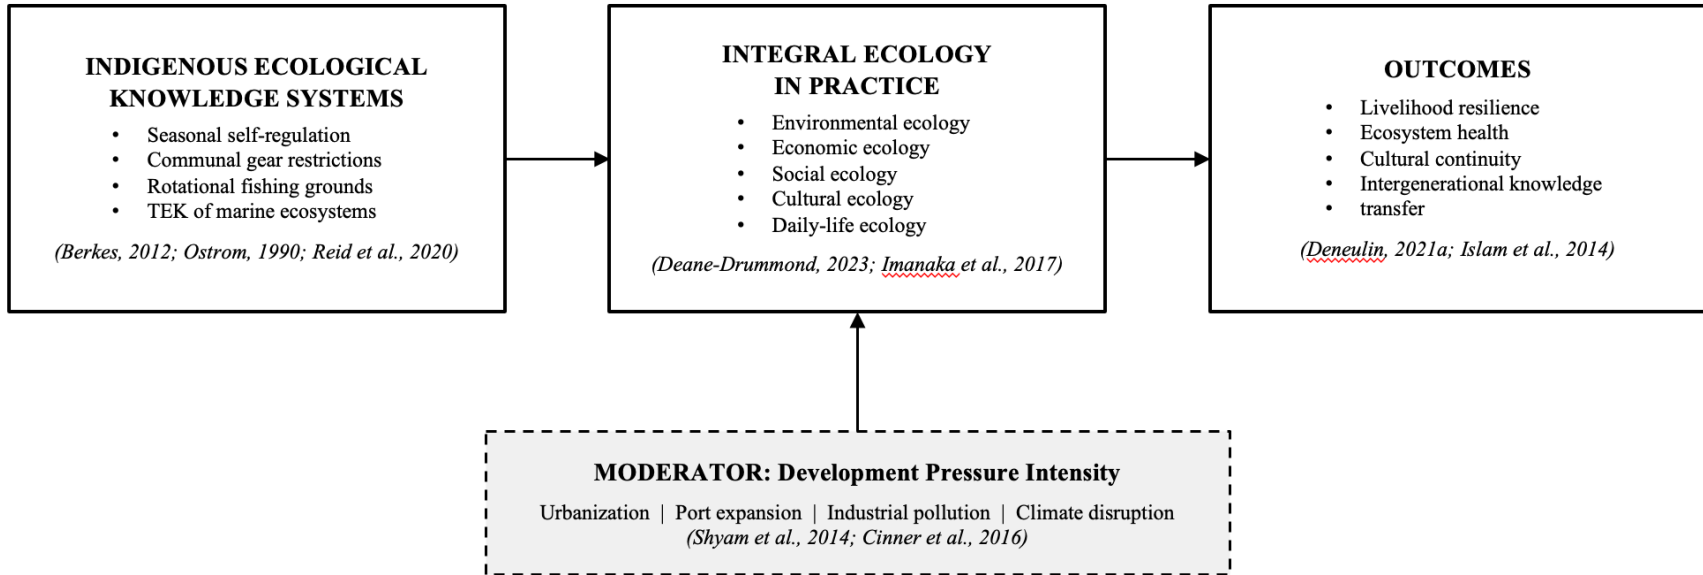 INDIGENOUS ECOLOGICAL
KNOWLEDGE SYSTEMS
• Seasonal self-regulation
• Communal gear restrictions
• Rotational fishing grounds
• TEK of marine ecosystems
(Berkes, 2012; Ostrom, 1990; Reid et al., 2020)
INTEGRAL ECOLOGY
IN PRACTICE
• Environmental ecology
• Economic ecology
• Social ecology
• Cultural ecology
• Daily-life ecology
(Deane-Drummond, 2023; Imanaka et al., 2017)
OUTCOMES
• Livelihood resilience
• Ecosystem health
• Cultural continuity
• Intergenerational knowledge
• transfer
(Deneulin, 2021a; Islam et al., 2014)
MODERATOR: Development Pressure Intensity
Urbanization | Port expansion | Industrial pollution | Climate disruption
(Shyam et al., 2014; Cinner et al., 2016)